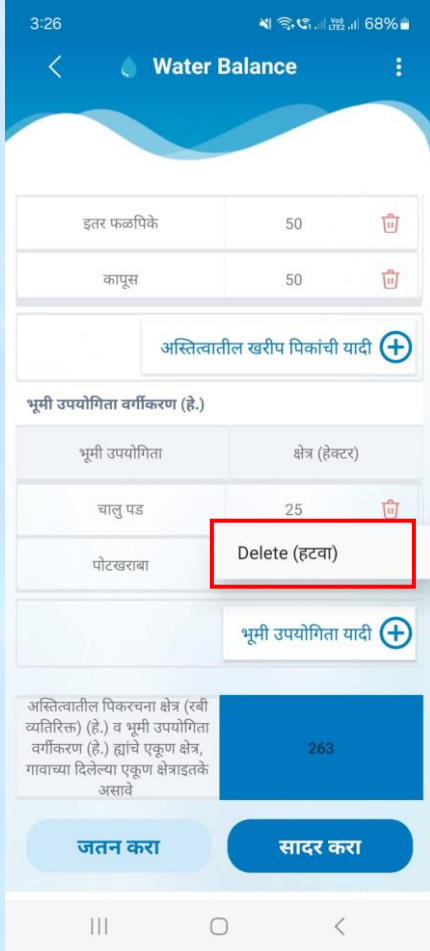 3:26 Vo)) LTE2 68%
Water Balance
इतर फळपिके 50
कापूस 50
अस्तित्वातील खरीप पिकांची यादी
भूमी उपयोगिता वर्गीकरण (हे.)
भूमी उपयोगिता क्षेत्र (हेक्टर)
चालु पड 25
पोटखराबा
Delete (हटवा)
भूमी उपयोगिता यादी
अस्तित्वातील पिकरचना क्षेत्र (रबी
व्यतिरिक्त) (हे.) व भूमी उपयोगिता
वर्गीकरण (हे.) ह्यांचे एकूण क्षेत्र,
गावाच्या दिलेल्या एकूण क्षेत्राइतके
असावे
263
जतन करा सादर करा